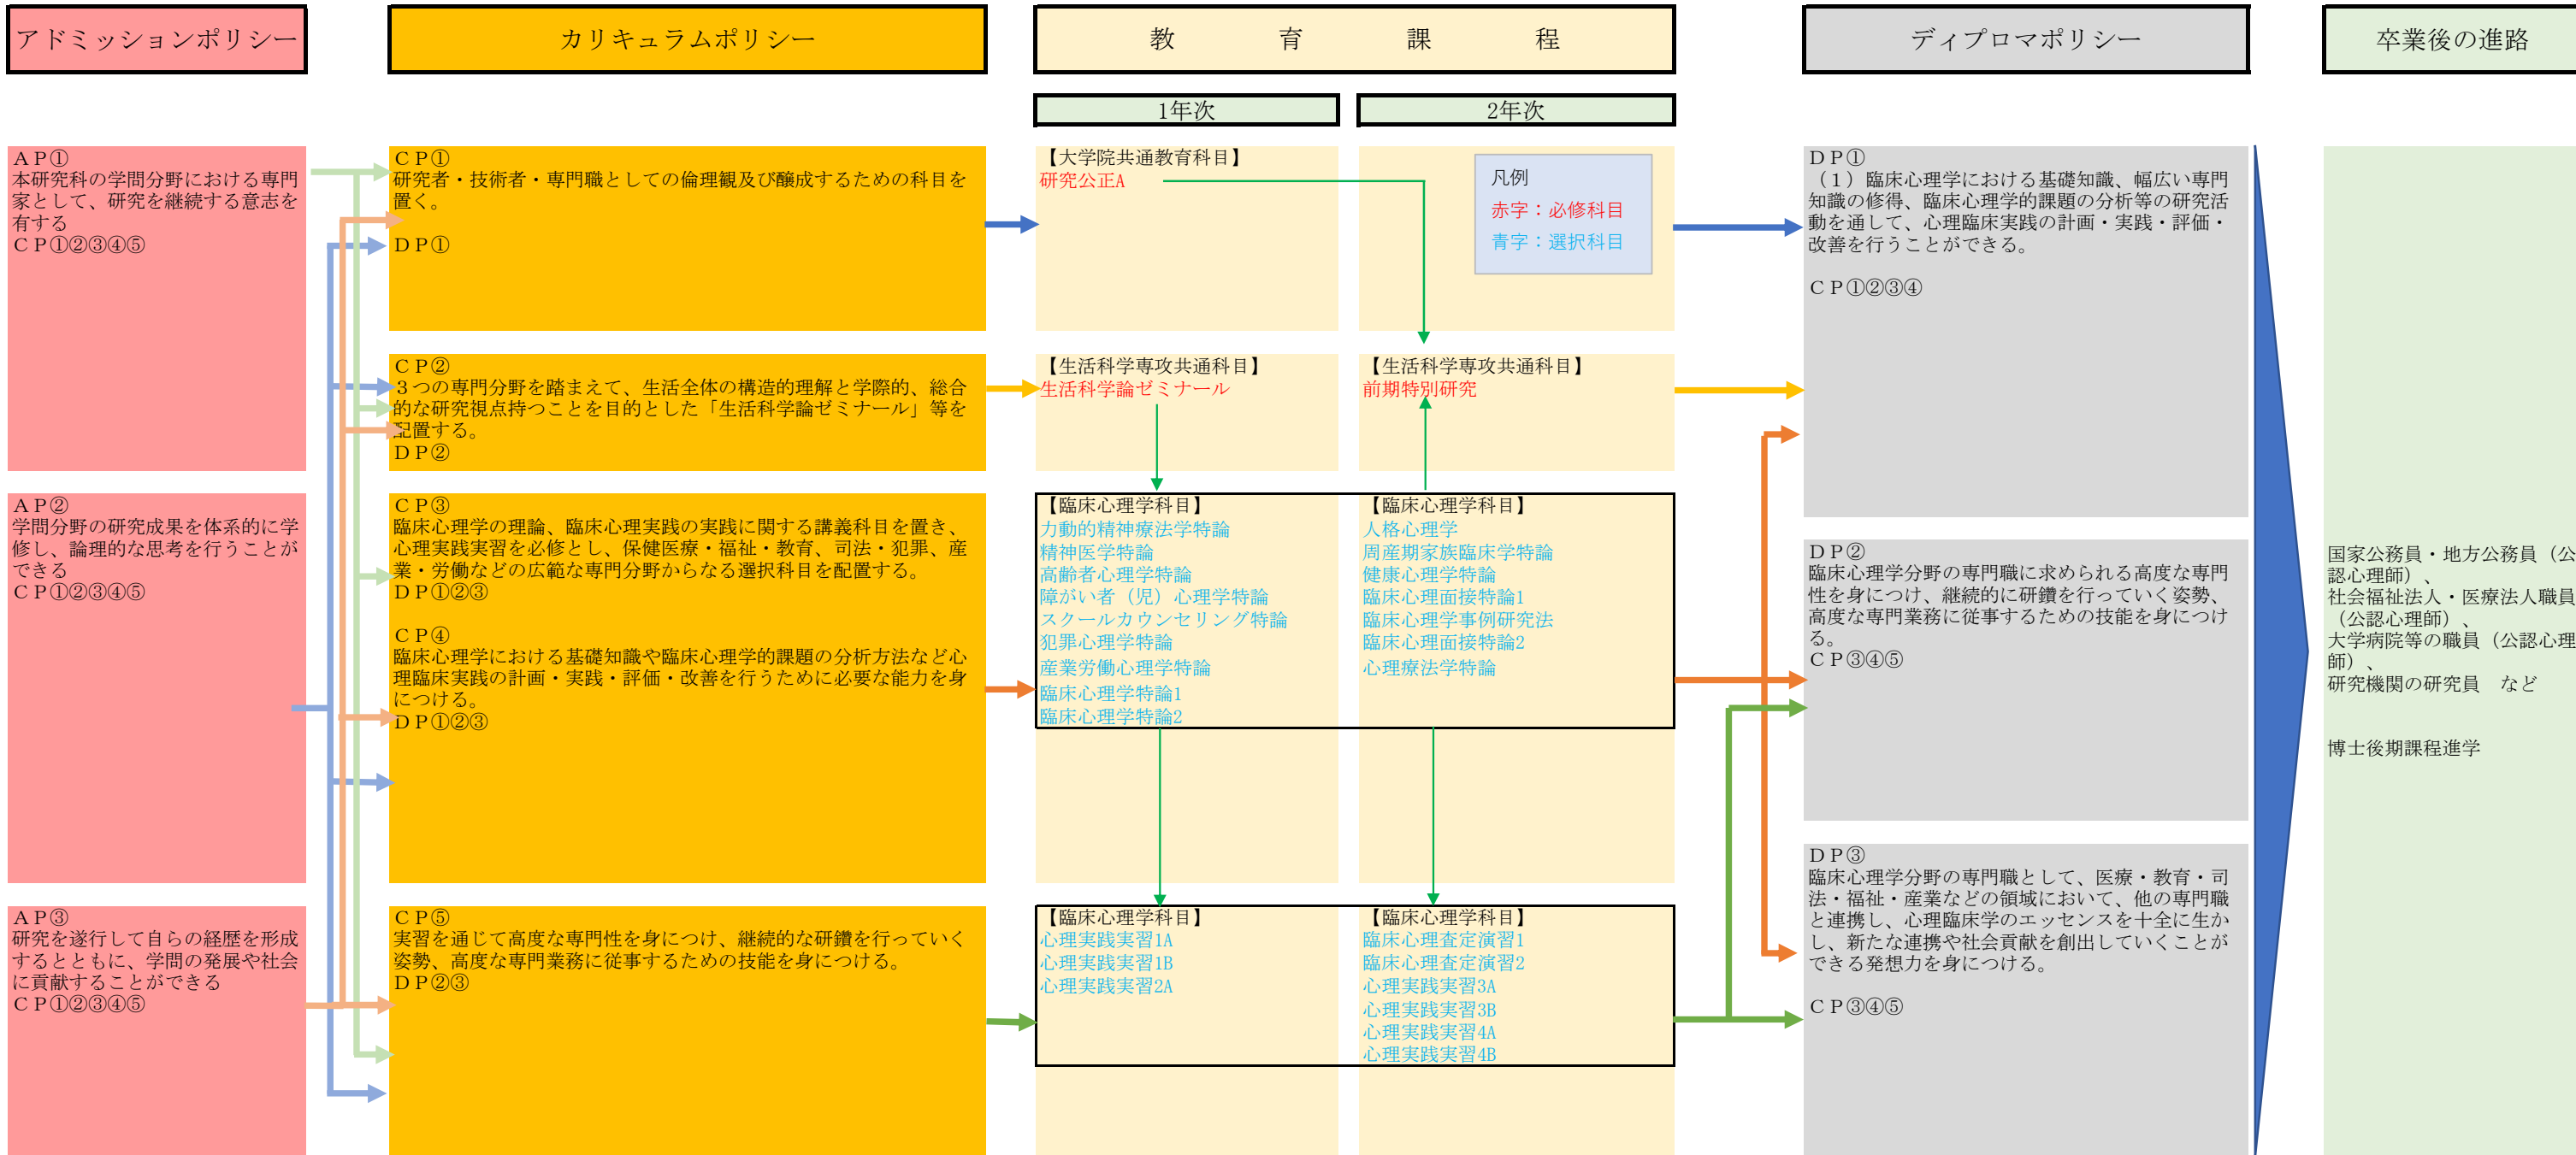 アドミッションポリシー
カリキュラムポリシー
教　育　課　程
ディプロマポリシー
卒業後の進路
1年次
2年次
ＡＰ①
本研究科の学問分野における専門
家として、研究を継続する意志を
有する
ＣＰ①②③④⑤
ＡＰ②
学問分野の研究成果を体系的に学
修し、論理的な思考を行うことが
できる
ＣＰ①②③④⑤
ＡＰ③
研究を遂行して自らの経歴を形成
するとともに、学問の発展や社会
に貢献することができる
ＣＰ①②③④⑤
ＣＰ①
研究者・技術者・専門職としての倫理観及び醸成するための科目を
置く。
ＤＰ①
ＣＰ②
３つの専門分野を踏まえて、生活全体の構造的理解と学際的、総合
的な研究視点持つことを目的とした「生活科学論ゼミナール」等を
配置する。
ＤＰ②
ＣＰ③
臨床心理学の理論、臨床心理実践の実践に関する講義科目を置き、
心理実践実習を必修とし、保健医療・福祉・教育、司法・犯罪、産
業・労働などの広範な専門分野からなる選択科目を配置する。
ＤＰ①②③
ＣＰ④
臨床心理学における基礎知識や臨床心理学的課題の分析方法など心
理臨床実践の計画・実践・評価・改善を行うために必要な能力を身
につける。
ＤＰ①②③
ＣＰ⑤
実習を通じて高度な専門性を身につけ、継続的な研鑽を行っていく
姿勢、高度な専門業務に従事するための技能を身につける。
ＤＰ②③
【大学院共通教育科目】
研究公正A
凡例
赤字：必修科目
青字：選択科目
【生活科学専攻共通科目】
生活科学論ゼミナール
【生活科学専攻共通科目】
前期特別研究
【臨床心理学科目】
力動的精神療法学特論
精神医学特論
高齢者心理学特論
障がい者（児）心理学特論
スクールカウンセリング特論
犯罪心理学特論
産業労働心理学特論
臨床心理学特論1
臨床心理学特論2
【臨床心理学科目】
人格心理学
周産期家族臨床学特論
健康心理学特論
臨床心理面接特論1
臨床心理学事例研究法
臨床心理面接特論2
心理療法学特論
【臨床心理学科目】
心理実践実習1A
心理実践実習1B
心理実践実習2A
【臨床心理学科目】
臨床心理査定演習1
臨床心理査定演習2
心理実践実習3A
心理実践実習3B
心理実践実習4A
心理実践実習4B
ＤＰ①
（１）臨床心理学における基礎知識、幅広い専門
知識の修得、臨床心理学的課題の分析等の研究活
動を通して、心理臨床実践の計画・実践・評価・
改善を行うことができる。
ＣＰ①②③④
ＤＰ②
臨床心理学分野の専門職に求められる高度な専門
性を身につけ、継続的に研鑽を行っていく姿勢、
高度な専門業務に従事するための技能を身につけ
る。
ＣＰ③④⑤
ＤＰ③
臨床心理学分野の専門職として、医療・教育・司
法・福祉・産業などの領域において、他の専門職
と連携し、心理臨床学のエッセンスを十全に生か
し、新たな連携や社会貢献を創出していくことが
できる発想力を身につける。
ＣＰ③④⑤
国家公務員・地方公務員（公
認心理師）、
社会福祉法人・医療法人職員
（公認心理師）、
大学病院等の職員（公認心理
師）、
研究機関の研究員　など
博士後期課程進学